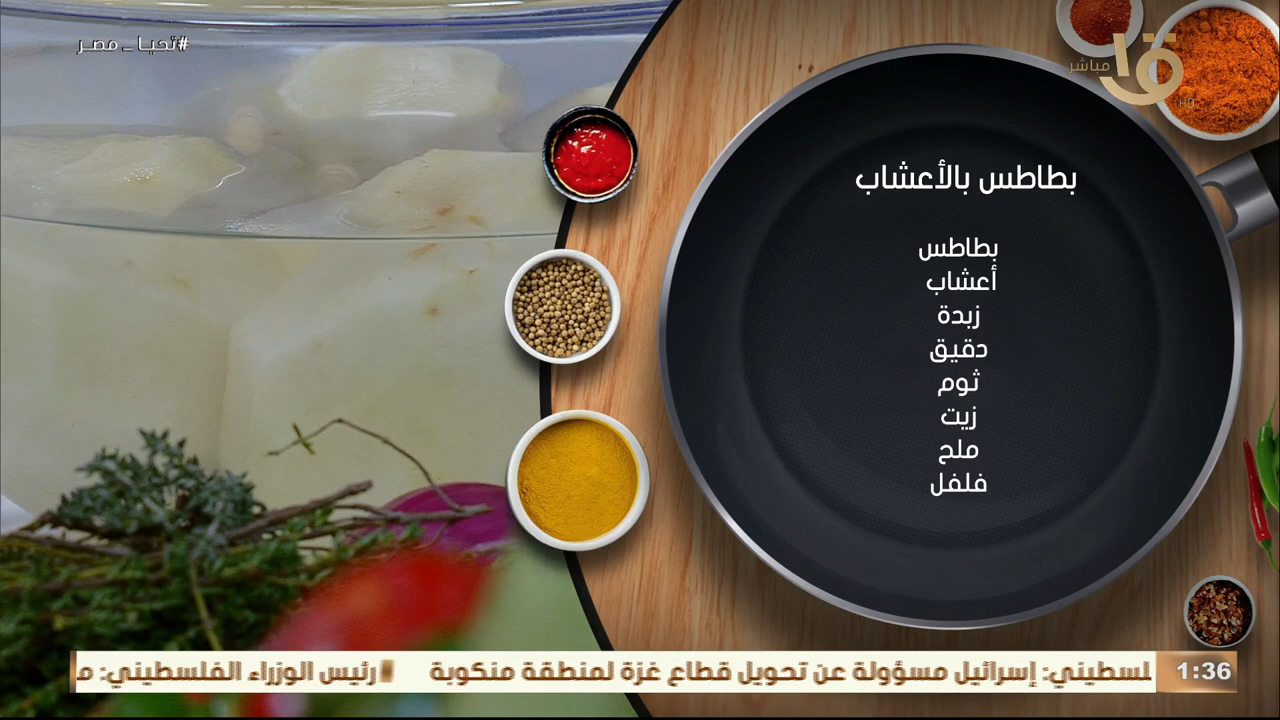 #تحيا_مصر
مباشر
HD
بطاطس بالأعشاب
بطاطس
أعشاب
زبدة
دقيق
ثوم
زيت
ملح
فلفل
لسطيني: إسرائيل مسؤولة عن تحويل قطاع غزة لمنطقة منكوبة
رئيس الوزراء الفلسطيني: م
1:36